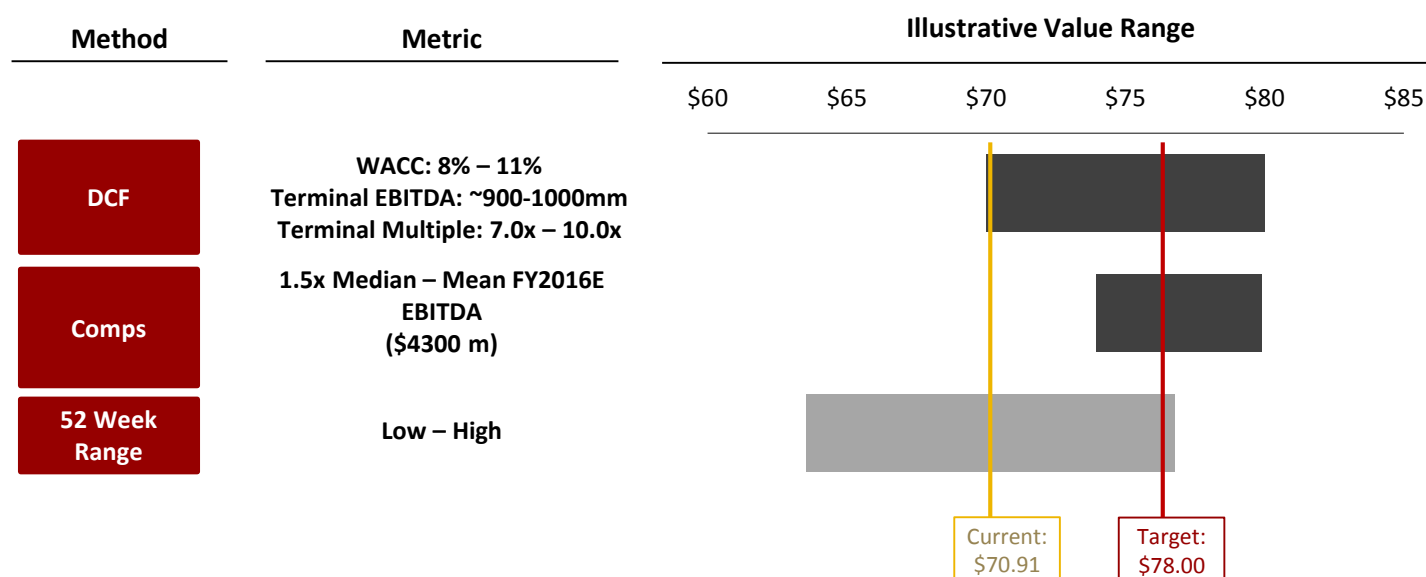 Method
Metric
Illustrative Value Range
$60
$65
$70
$75
$80
$85
DCF
WACC: 8% – 11%
Terminal EBITDA: ~900-1000mm
Terminal Multiple: 7.0x – 10.0x
Comps
1.5x Median – Mean FY2016E
EBITDA
($4300 m)
52 Week
Range
Low – High
Current:
$70.91
Target:
$78.00